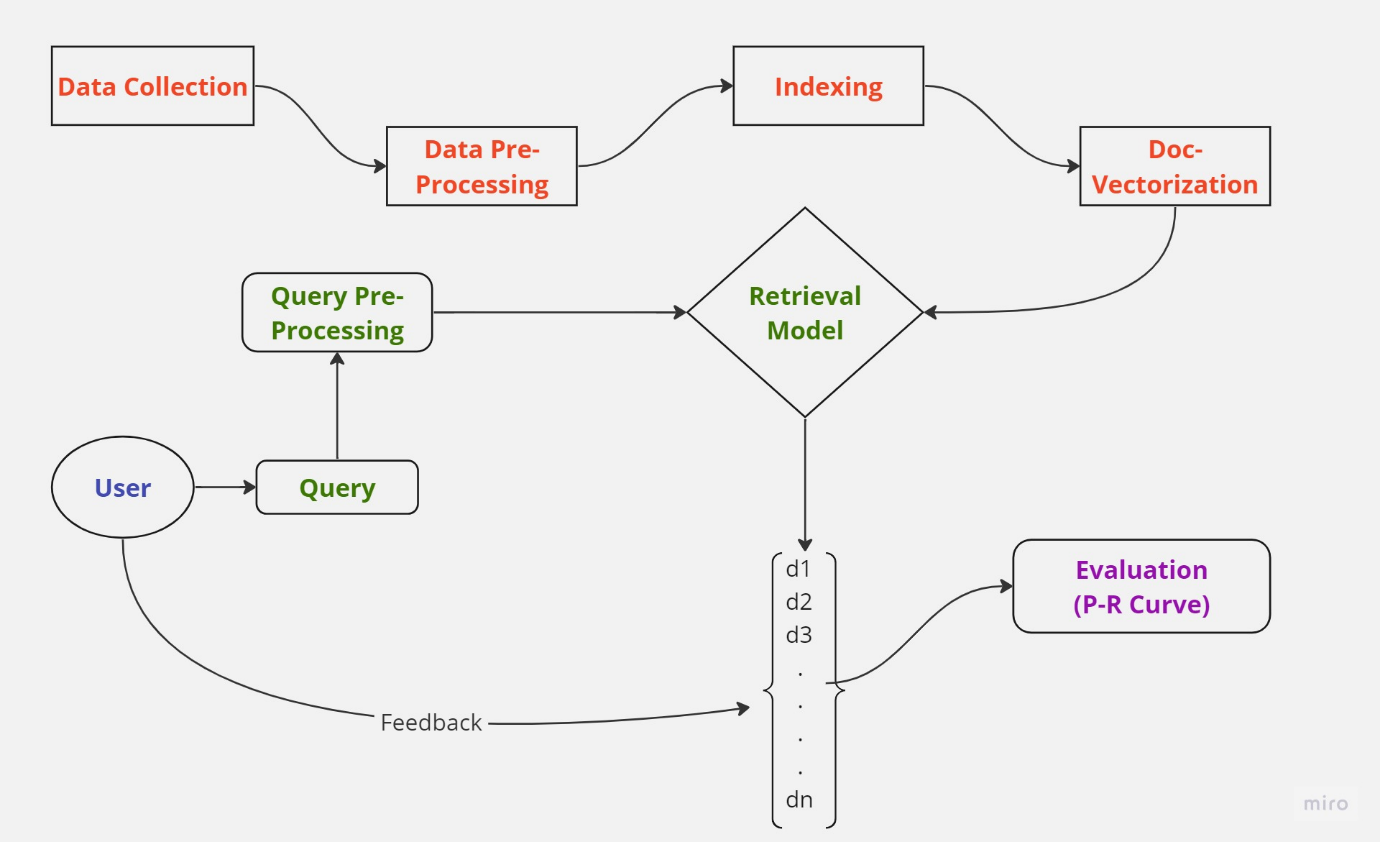 Data Collection
Indexing
Data Pre-
Processing
Doc-
Vectorization
Query Pre-
Processing
Retrieval
Model
User
Query
d1
d2
d3
.
.
.
.
dn
Evaluation
(P-R Curve)
Feedback
miro